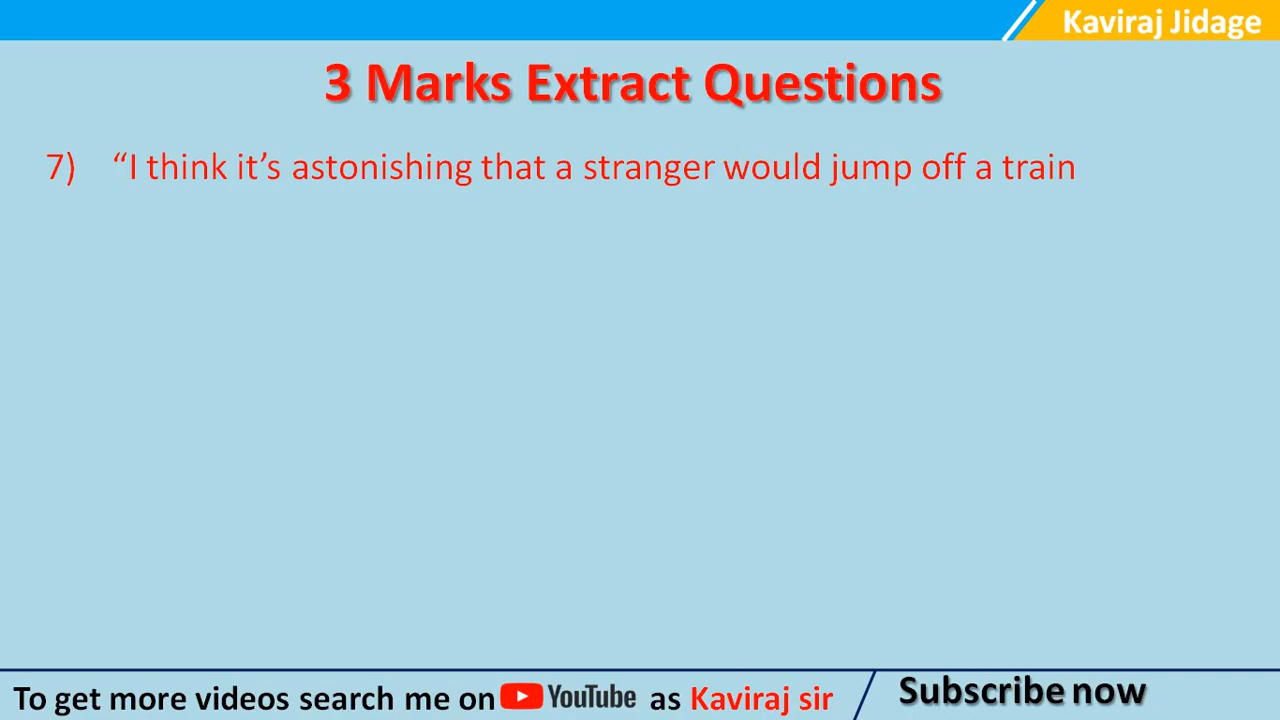 Kaviraj Jidage
3 Marks Extract Questions
7) “I think it’s astonishing that a stranger would jump off a train
To get more videos search me on YouTube as Kaviraj sir
Subscribe now